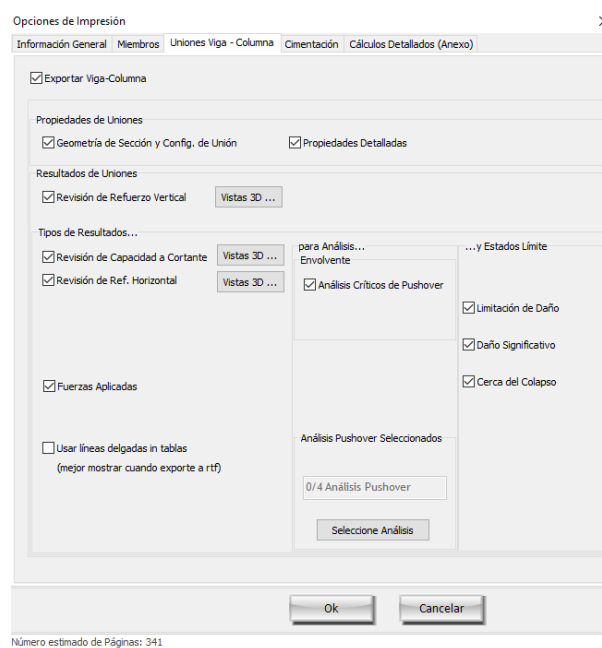 Opciones de Impresión
Información General Miembros Uniones Viga - Columna Cimentación Cálculos Detallados (Anexo)
Exportar Viga-Columna
Propiedades de Uniones
Geometría de Sección y Config. de Unión Propiedades Detalladas
Resultados de Uniones
Revisión de Refuerzo Vertical Vistas 3D ...
Tipos de Resultados...
Revisión de Capacidad a Cortante Vistas 3D ...
Revisión de Ref. Horizontal Vistas 3D ...
Fuerzas Aplicadas
Usar líneas delgadas in tablas
(mejor mostrar cuando exporte a rtf)
para Análisis...
Envolvente
Análisis Críticos de Pushover
Análisis Pushover Seleccionados
0/4 Análisis Pushover
Seleccione Análisis
...y Estados Límite
Limitación de Daño
Daño Significativo
Cerca del Colapso
Ok Cancelar
Número estimado de Páginas: 341